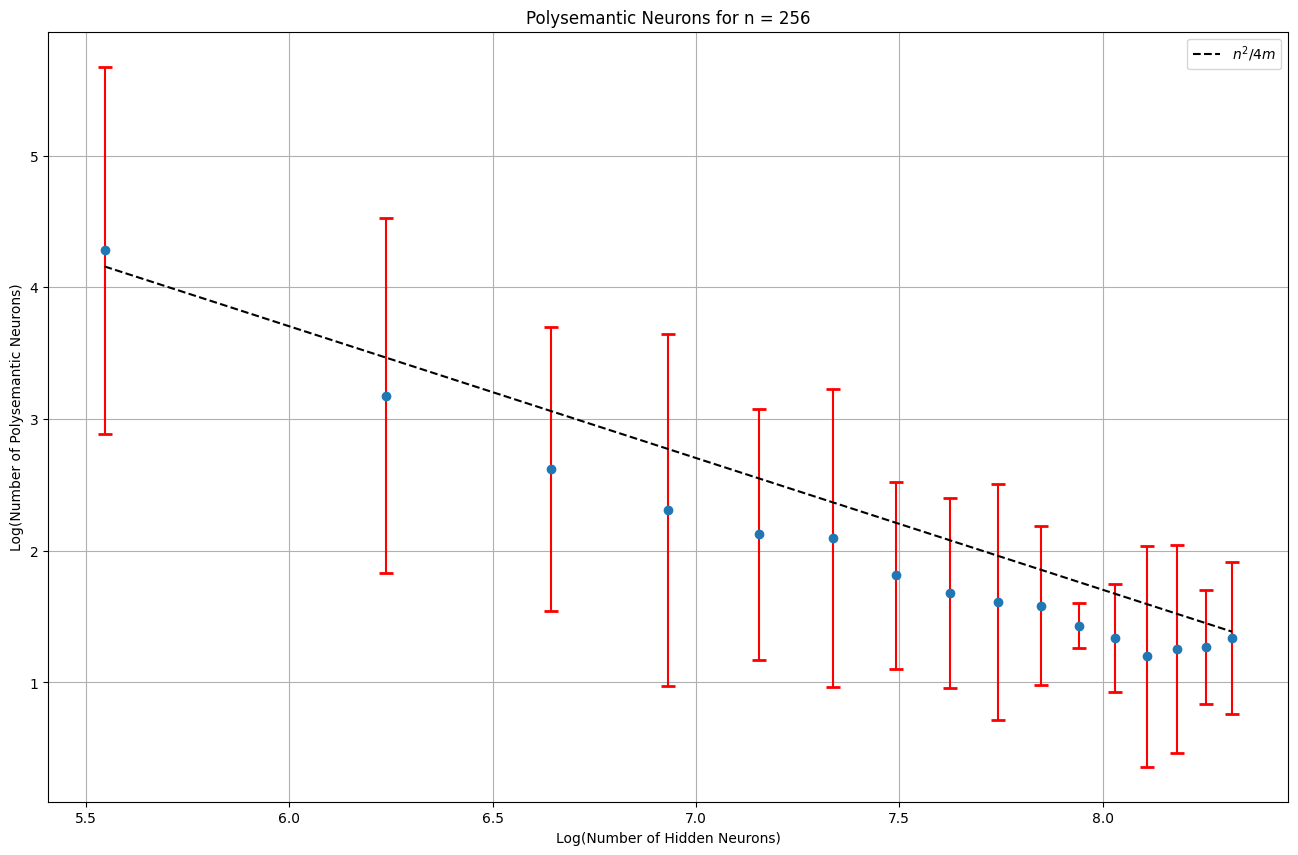 Polysemantic Neurons for n = 256
n²/4m
Log(Number of Polysemantic Neurons)
5
4
3
2
1
5.5 6.0 6.5 7.0 7.5 8.0
Log(Number of Hidden Neurons)